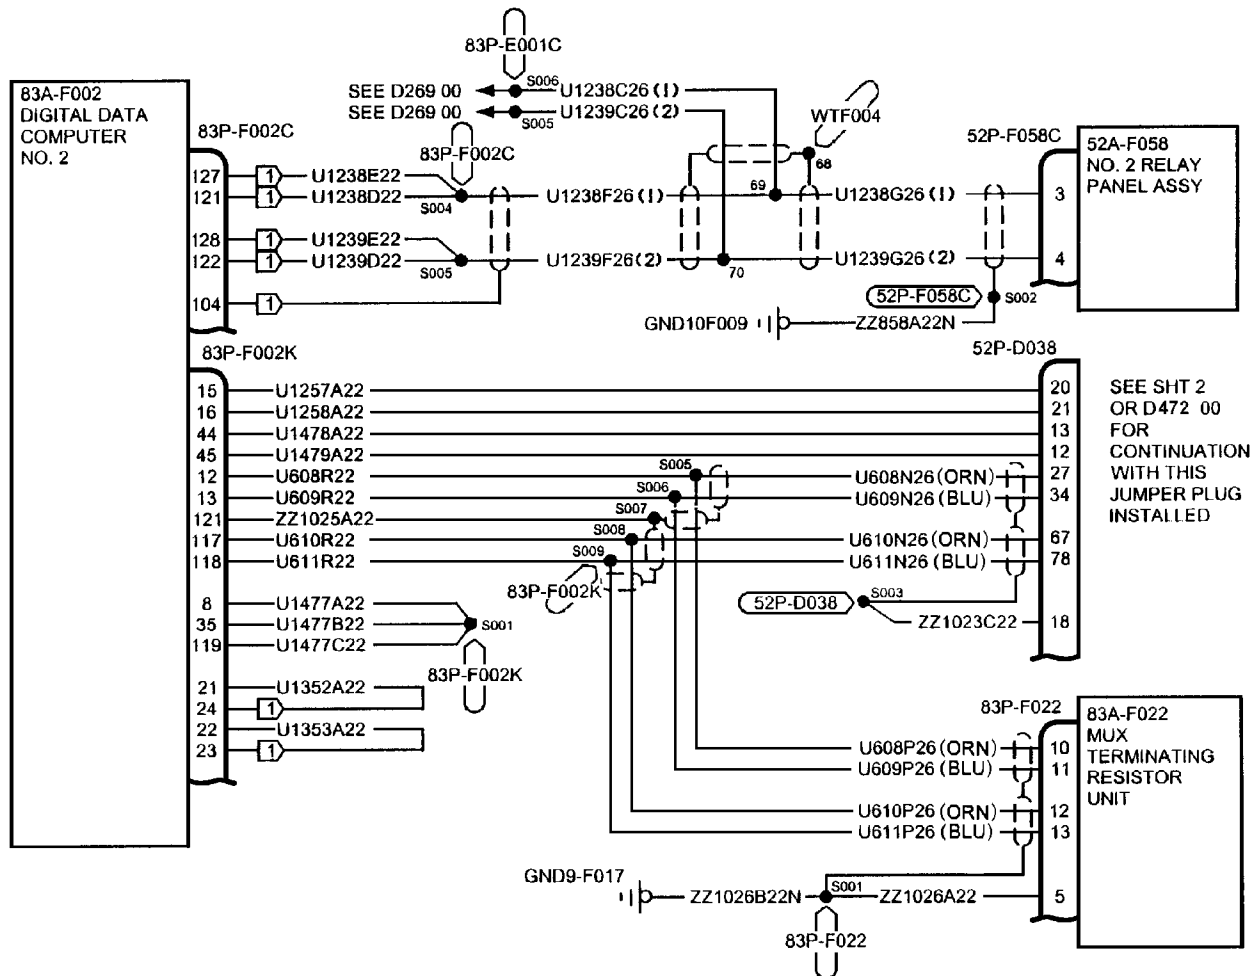 83P-E001C
83A-F002
DIGITAL DATA
COMPUTER
NO. 2
SEE D269 00
S006
U1238C26 (1)
SEE D269 00
S005
U1239C26 (2)
WTF004
83P-F002C
83P-F002C
52P-F058C
52A-F058
NO. 2 RELAY
PANEL ASSY
68
127
1
U1238E22
121
1
U1238D22
S004
U1238F26 (1)
69
U1238G26 (1)
3
128
1
U1239E22
122
1
U1239D22
S005
U1239F26 (2)
70
U1239G26 (2)
4
104
1
52P-F058C
S002
GND10F009
ZZ858A22N
83P-F002K
52P-D038
15
U1257A22
20
16
U1258A22
21
44
U1478A22
13
45
U1479A22
12
12
U608R22
S005
U608N26 (ORN)
27
13
U609R22
S006
U609N26 (BLU)
34
121
ZZ1025A22
S007
117
U610R22
S008
U610N26 (ORN)
67
118
U611R22
S009
U611N26 (BLU)
78
SEE SHT 2
OR D472 00
FOR
CONTINUATION
WITH THIS
JUMPER PLUG
INSTALLED
83P-F002K
8
U1477A22
52P-D038
S003
35
U1477B22
S001
ZZ1023C22
18
119
U1477C22
83P-F002K
21
U1352A22
24
1
22
U1353A22
23
1
83P-F022
83A-F022
MUX
TERMINATING
RESISTOR
UNIT
U608P26 (ORN)
10
U609P26 (BLU)
11
U610P26 (ORN)
12
U611P26 (BLU)
13
GND9-F017
ZZ1026B22N
S001
ZZ1026A22
5
83P-F022